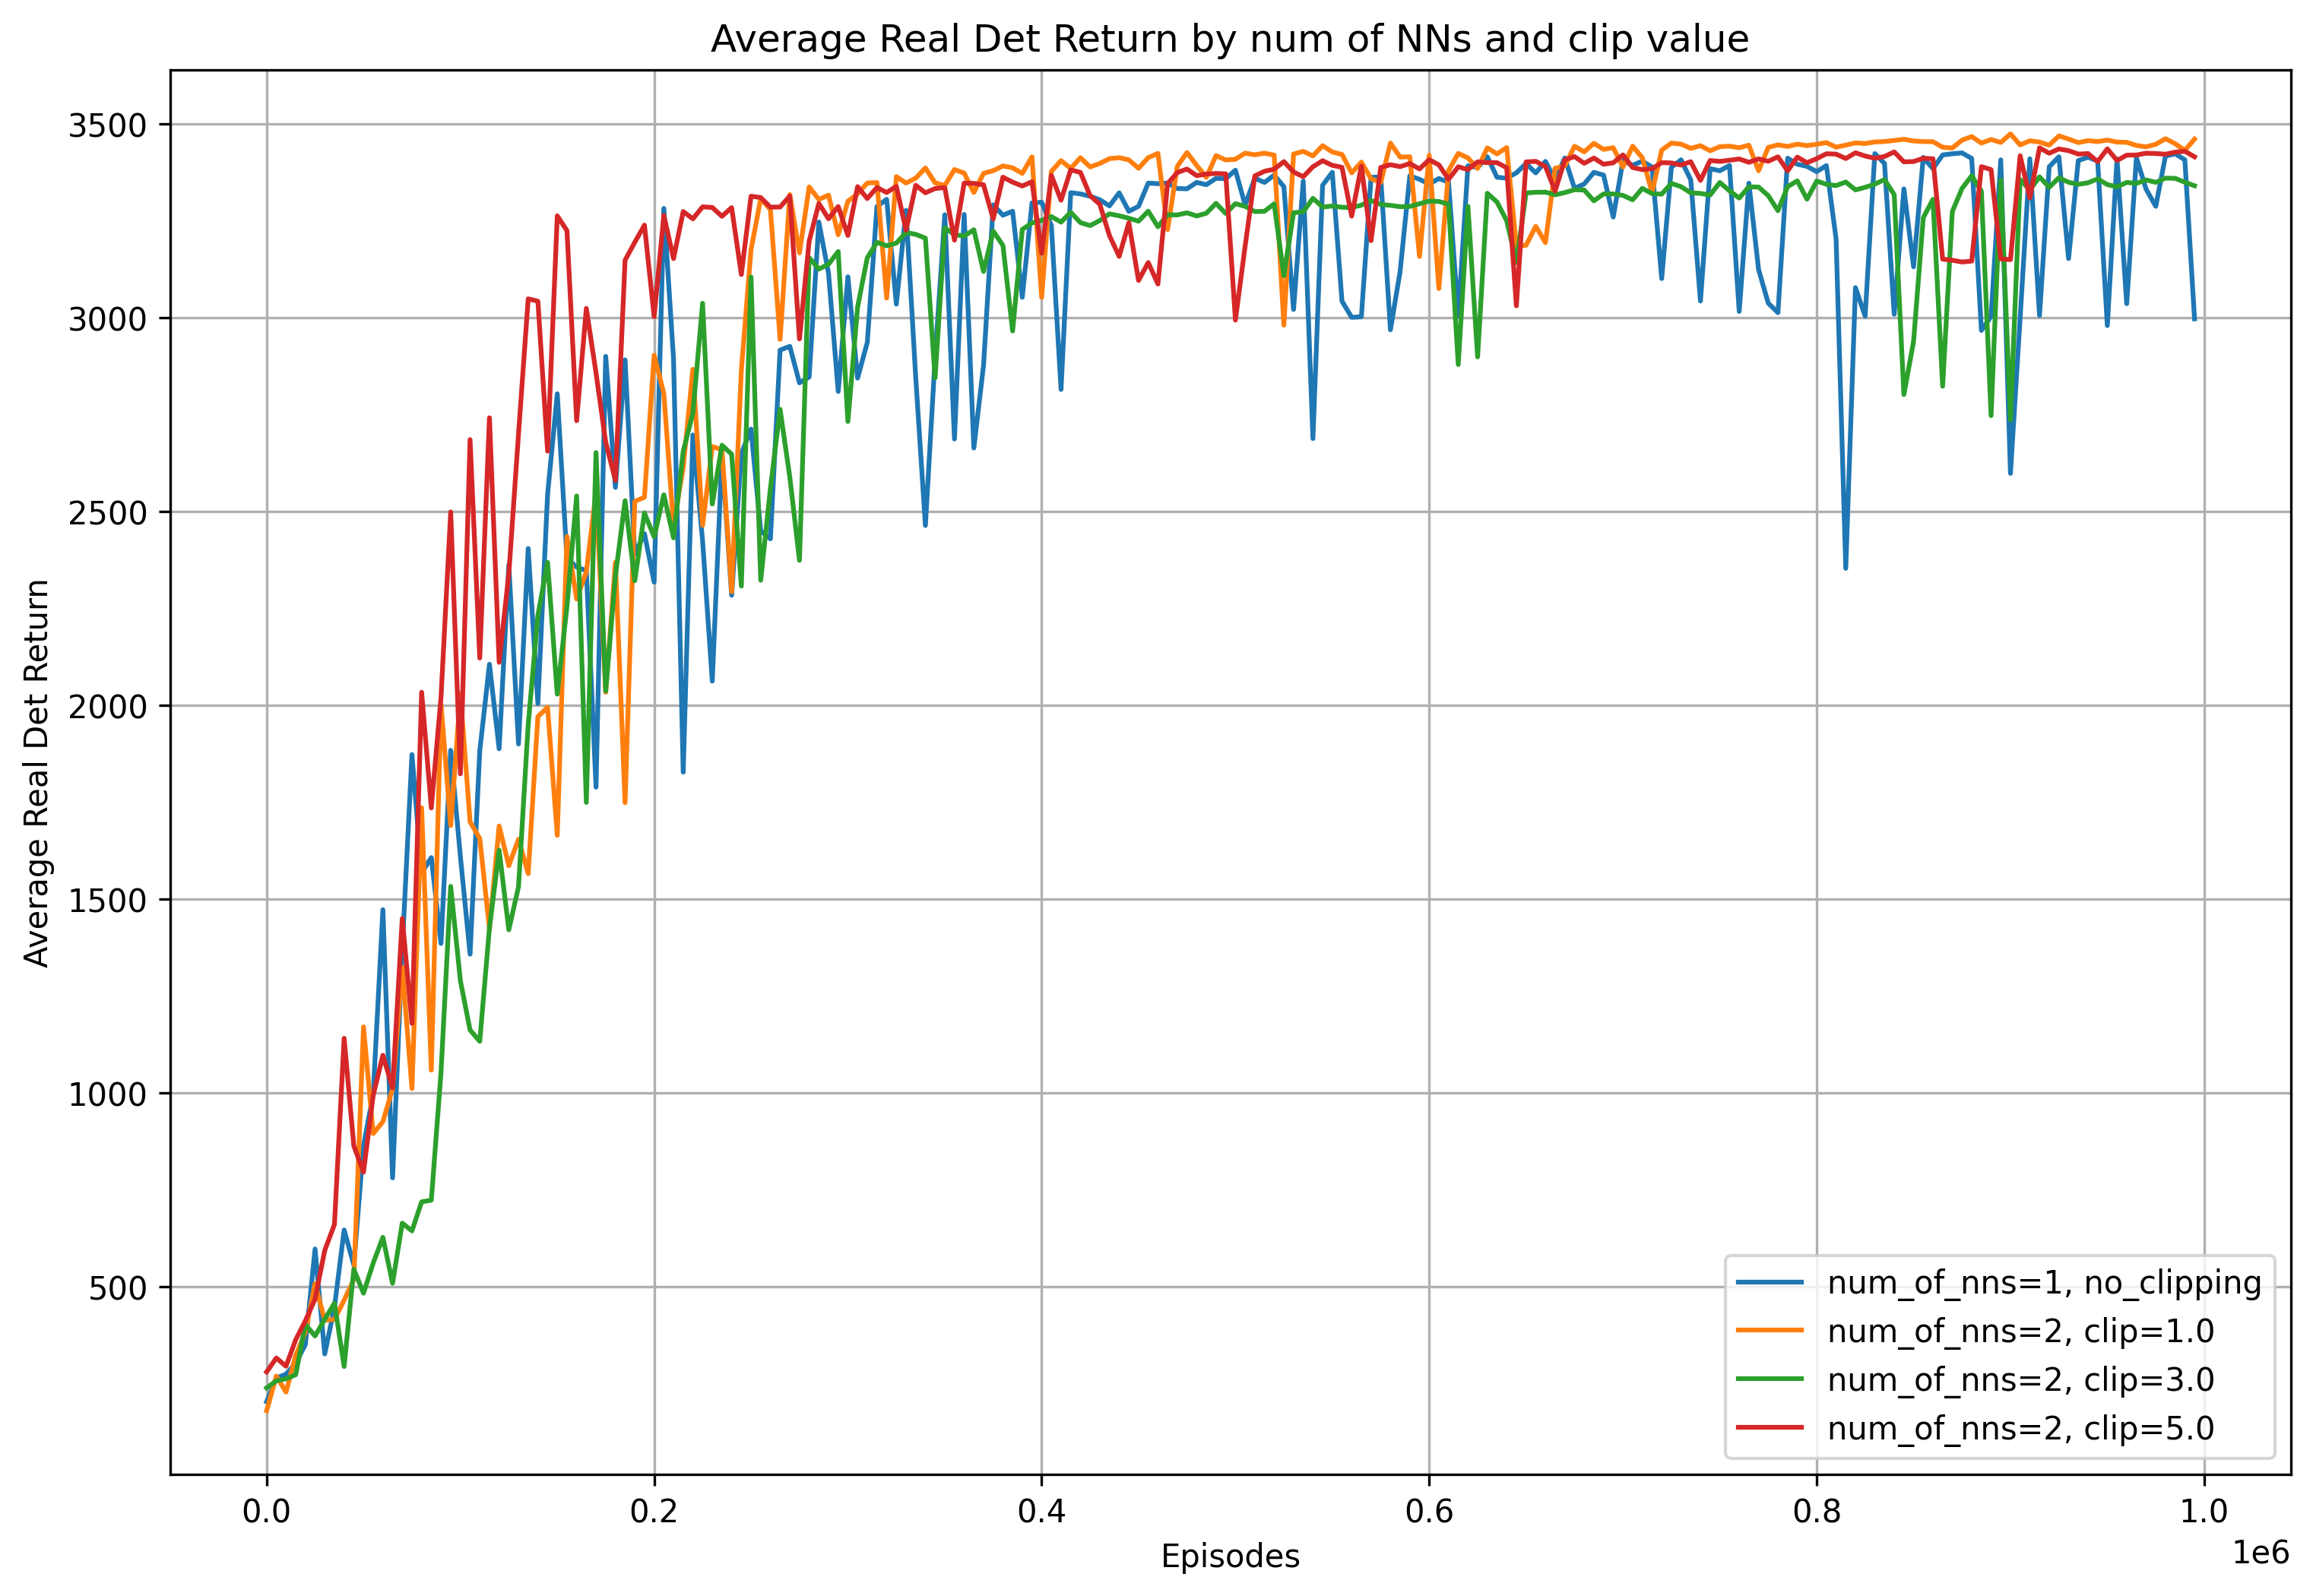 Average Real Det Return by num of NNs and clip value
Average Real Det Return
3500
3000
2500
2000
1500
1000
500
num_of_nns=1, no_clipping
num_of_nns=2, clip=1.0
num_of_nns=2, clip=3.0
num_of_nns=2, clip=5.0
0.0 0.2 0.4 0.6 0.8 1.0
1e6
Episodes